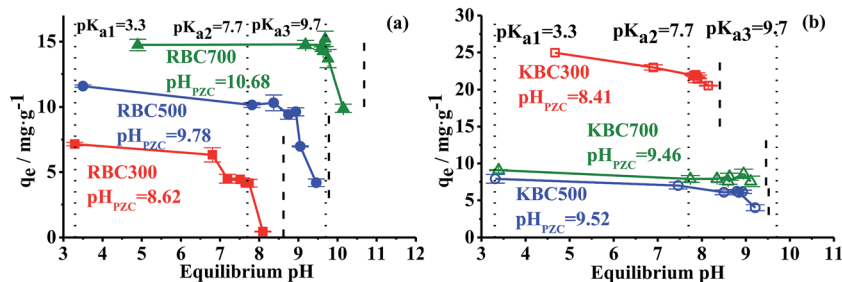 pKa1=3.3
pKa2=7.7
pKa3=9.7
(a)
RBC700
pHPZC=10.68
RBC500
pHPZC=9.78
RBC300
pHPZC=8.62
qe / mg·g-1
15
10
5
0
3 4 5 6 7 8 9 10 11 12
Equilibrium pH
pKa1=3.3
pKa2=7.7
pKa3=9.7
(b)
KBC300
pHPZC=8.41
KBC700
pHPZC=9.46
KBC500
pHPZC=9.52
qe / mg·g-1
30
25
20
15
10
5
0
3 4 5 6 7 8 9 10 11
Equilibrium pH